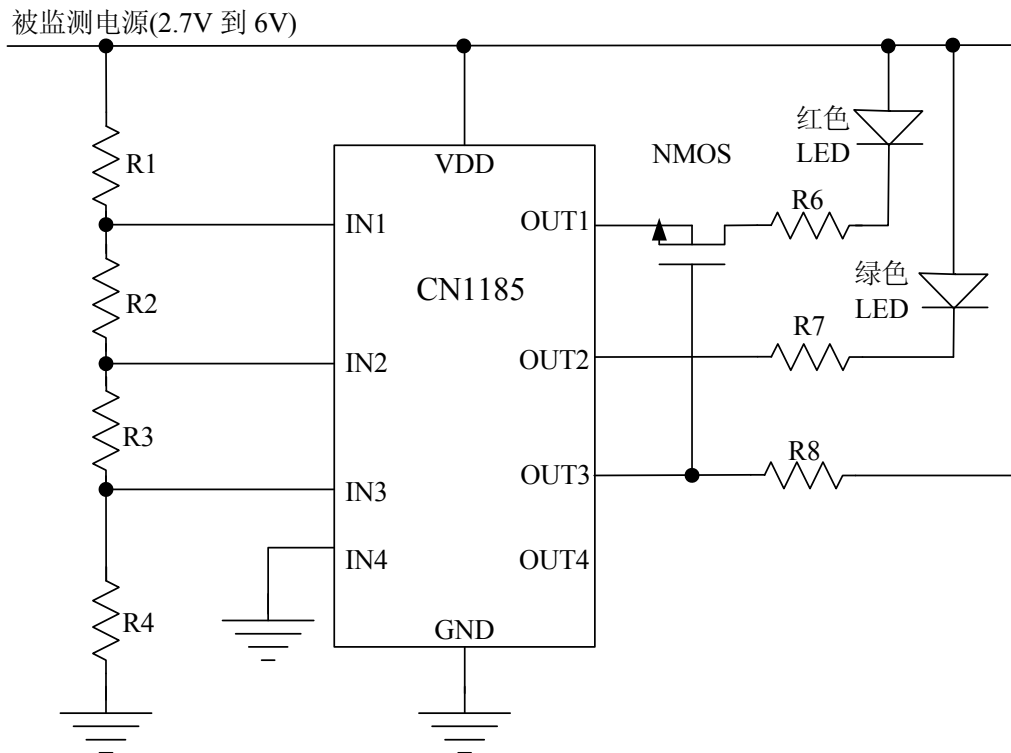 被监测电源(2.7V 到 6V)
R1
R2
R3
R4
VDD
IN1
IN2
IN3
IN4
CN1185
GND
OUT1
OUT2
OUT3
OUT4
NMOS
R6
R7
R8
红色
LED
绿色
LED